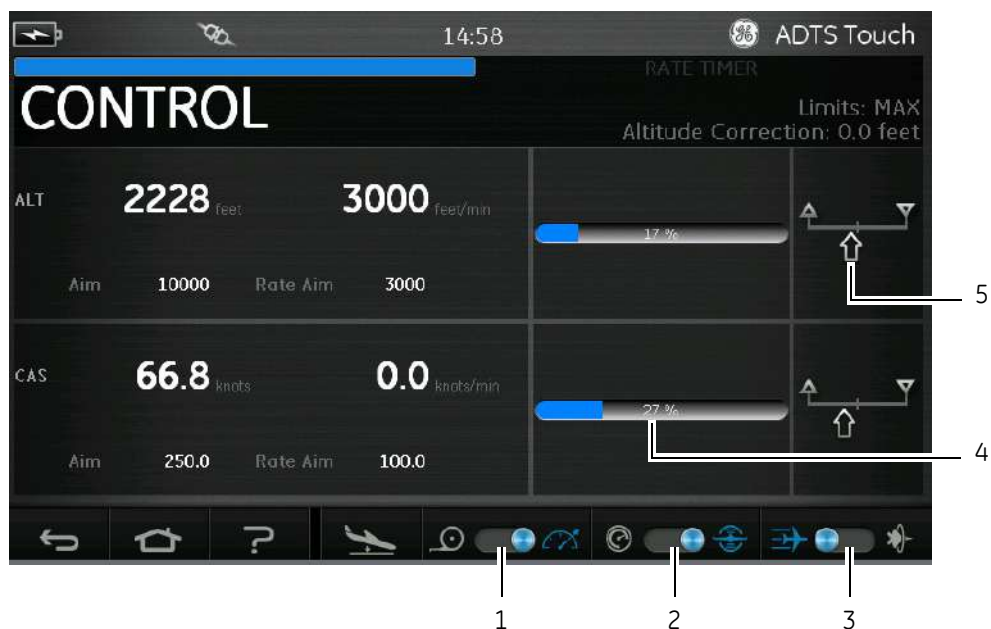 14:58 ADTS Touch
RATE TIMER
CONTROL
Limits: MAX
Altitude Correction: 0.0 feet
ALT 2228 feet 3000 feet/min
17 %
Aim 10000 Rate Aim 3000
5
CAS 66.8 knots 0.0 knots/min
27 %
4
Aim 250.0 Rate Aim 100.0
?
1 2 3